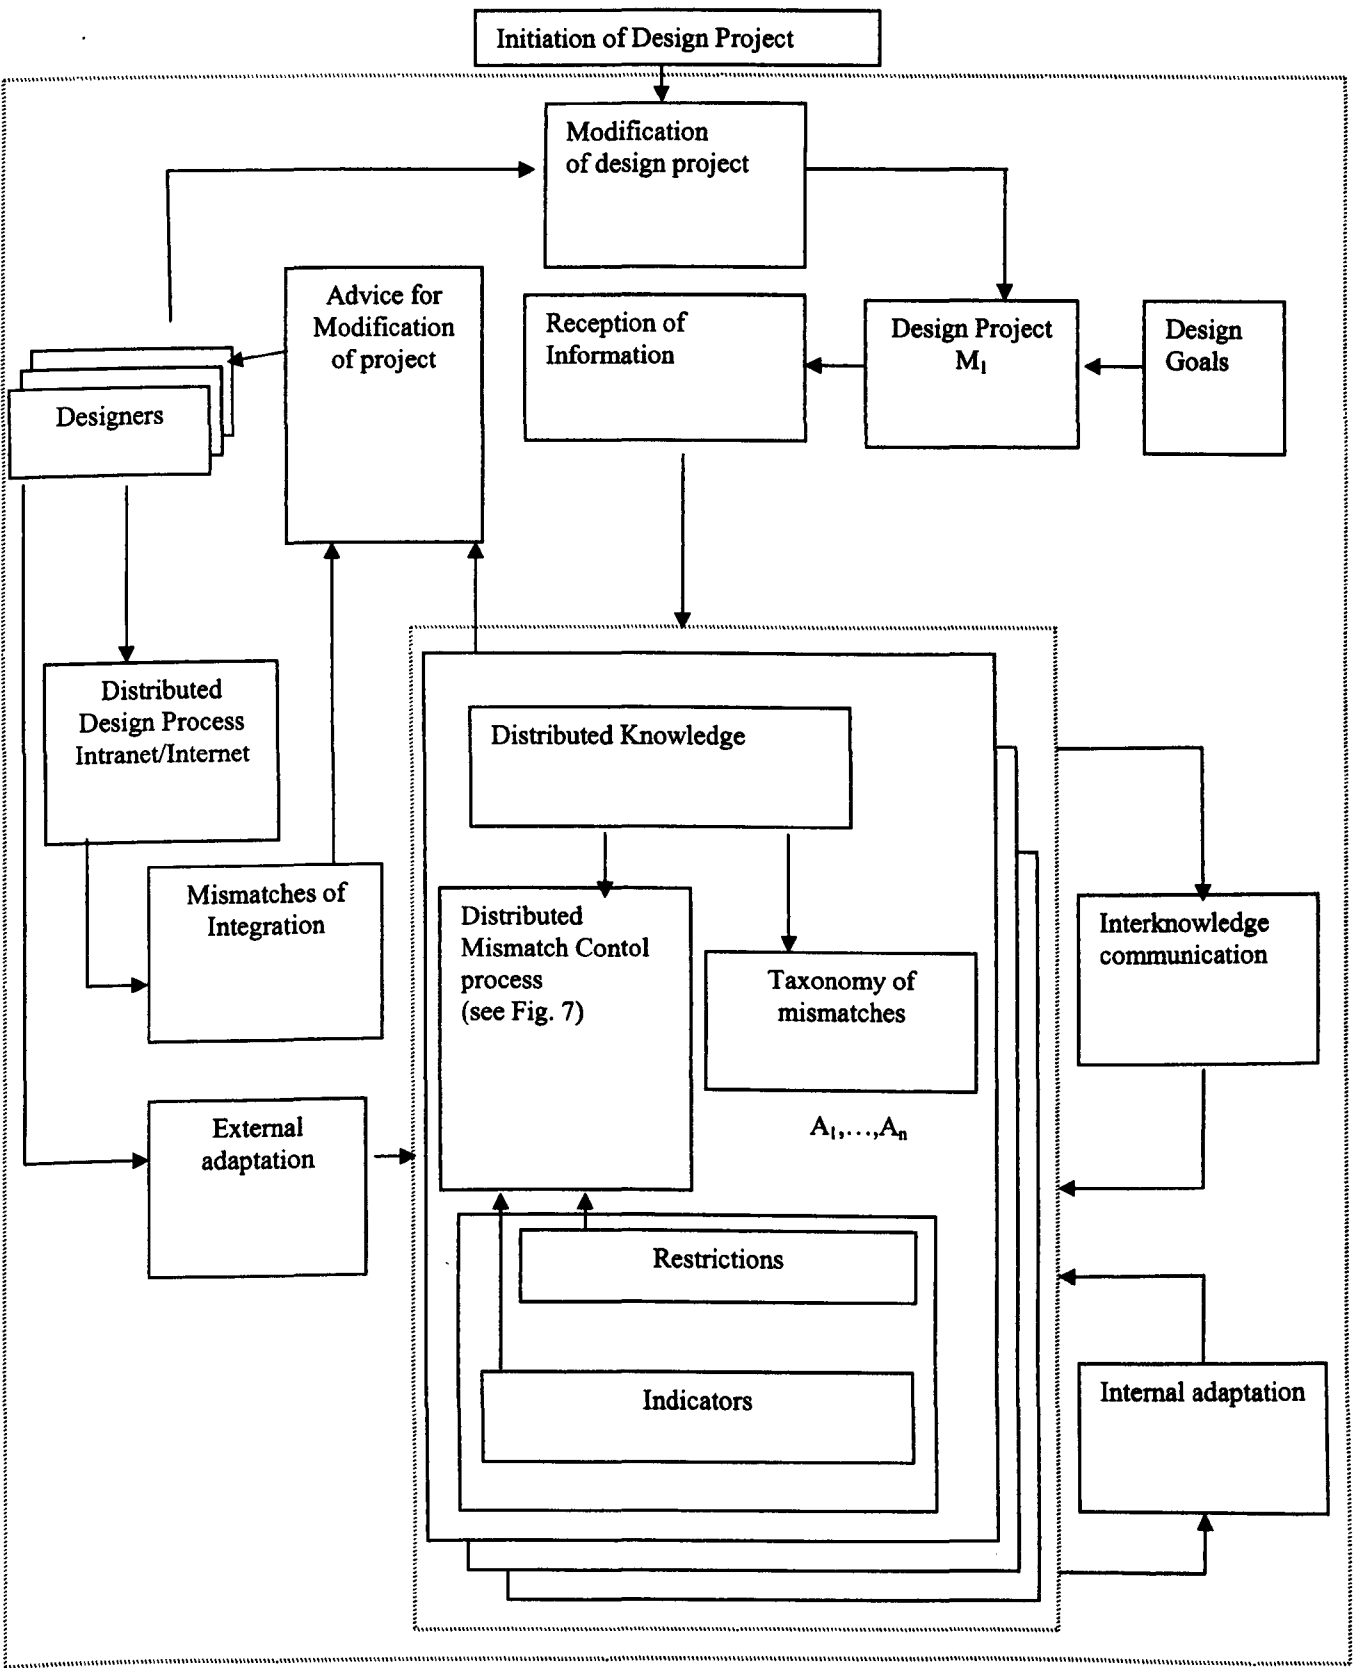 Initiation of Design Project
Modification
of design project
Advice for
Modification
of project
Reception of
Information
Design Project
M₁
Design
Goals
Designers
Distributed
Design Process
Intranet/Internet
Distributed Knowledge
Mismatches of
Integration
Distributed
Mismatch Contol
process
(see Fig. 7)
Interknowledge
communication
Taxonomy of
mismatches
A₁,…,Aₙ
External
adaptation
Restrictions
Indicators
Internal adaptation